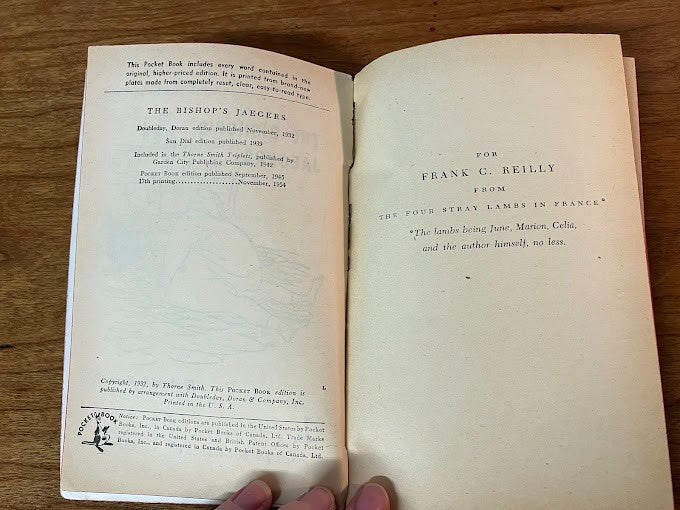 This Pocket Book includes every word contained in the
original, higher-priced edition. It is printed from brand-new
plates made from completely reset, clear, easy-to-read type.
THE BISHOP'S JAEGERS
Doubleday, Doran edition published November, 1932
Sun Dial edition published 1939
Included in the Thorne Smith Triplets, published by
Garden City Publishing Company, 1942
POCKET BOOK edition published September, 1945
17th printing.....................November, 1954
Copyright, 1932, by Thorne Smith. This POCKET BOOK edition is
published by arrangement with Doubleday, Doran & Company, Inc.
Printed in the U. S. A.
L
POCKET BOOK
Notice: POCKET BOOK editions are published in the United States by Pocket
Books, Inc., in Canada by Pocket Books of Canada, Ltd. Trade Marks
registered in the United States and British Patent Offices by Pocket
Books, Inc., and registered in Canada by Pocket Books of Canada, Ltd.
FOR
FRANK C. REILLY
FROM
THE FOUR STRAY LAMBS IN FRANCE*
*The lambs being June, Marion, Celia,
and the author himself, no less.